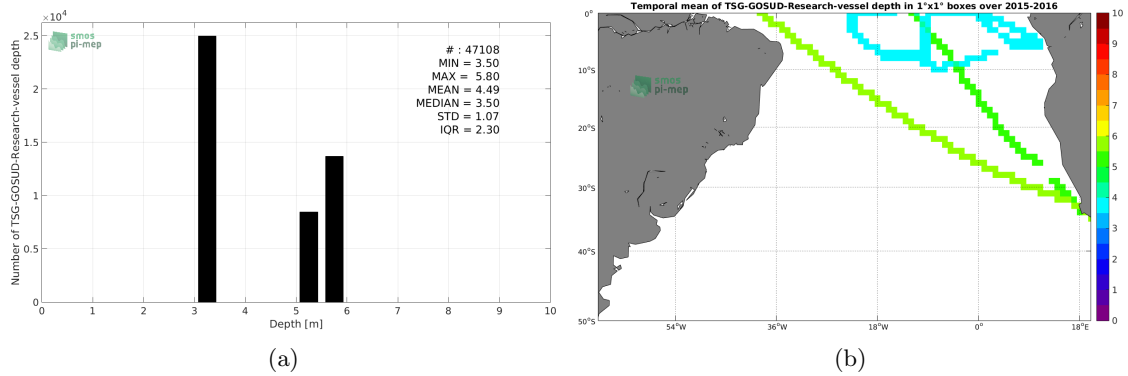 ×10⁴
smos
pi-mep
# : 47108
MIN = 3.50
MAX = 5.80
MEAN = 4.49
MEDIAN = 3.50
STD = 1.07
IQR = 2.30
2.5
2
1.5
1
0.5
0
Number of TSG-GOSUD-Research-vessel depth
0 1 2 3 4 5 6 7 8 9 10
Depth [m]
(a)
Temporal mean of TSG-GOSUD-Research-vessel depth in 1°x1° boxes over 2015-2016
smos
pi-mep
0°
10°S
20°S
30°S
40°S
50°S
54°W 36°W 18°W 0° 18°E
10
9
8
7
6
5
4
3
2
1
0
(b)